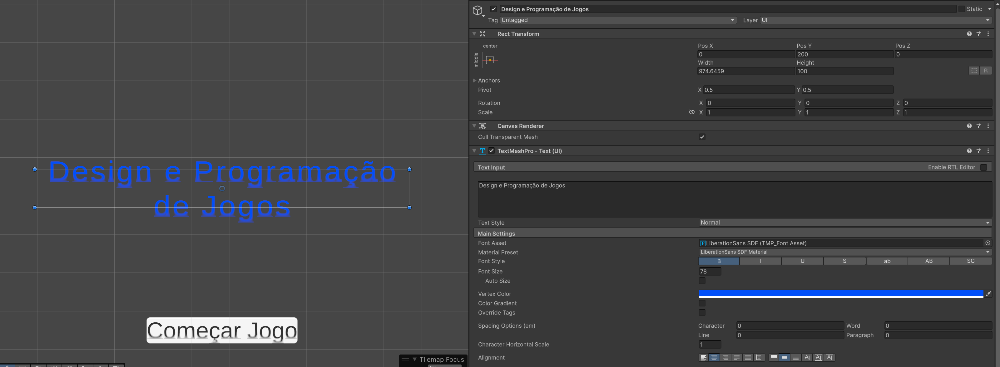 Design e Programação
de Jogos
Começar Jogo
Tilemap Focus
Design e Programação de Jogos
Static
Tag Untagged
Layer UI
Rect Transform
center
middle
Pos X Pos Y Pos Z
0 200 0
Width Height
974.6459 100
R
Anchors
Pivot X 0.5 Y 0.5
Rotation X 0 Y 0 Z 0
Scale X 1 Y 1 Z 1
Canvas Renderer
Cull Transparent Mesh
TextMeshPro - Text (UI)
Text Input Enable RTL Editor
Design e Programação de Jogos
Text Style Normal
Main Settings
Font Asset F LiberationSans SDF (TMP_Font Asset)
Material Preset LiberationSans SDF Material
Font Style B I U S ab AB SC
Font Size 78
Auto Size
Vertex Color
Color Gradient
Override Tags
Spacing Options (em) Character 0 Word 0
Line 0 Paragraph 0
Character Horizontal Scale 1
Alignment